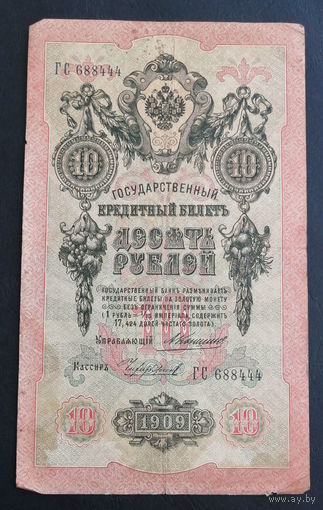 ГС 688444
10 10
ГОСУДАРСТВЕННЫЙ
КРЕДИТНЫЙ БИЛЕТЪ
ДЕСЯТЬ
РУБЛЕЙ
ГОСУДАРСТВЕННЫЙ БАНКЪ РАЗМѢНИВАЕТЪ
КРЕДИТНЫЕ БИЛЕТЫ НА ЗОЛОТУЮ МОНЕТУ
БЕЗЪ ОГРАНИЧЕНІЯ СУММЫ
(1 РУБЛЬ = 1/15 ИМПЕРІАЛА, СОДЕРЖИТЪ
17,424 ДОЛЕЙ ЧИСТАГО ЗОЛОТА)
УПРАВЛЯЮЩІЙ
Кассиръ
ГС 688444
10 1909 10
ay.by